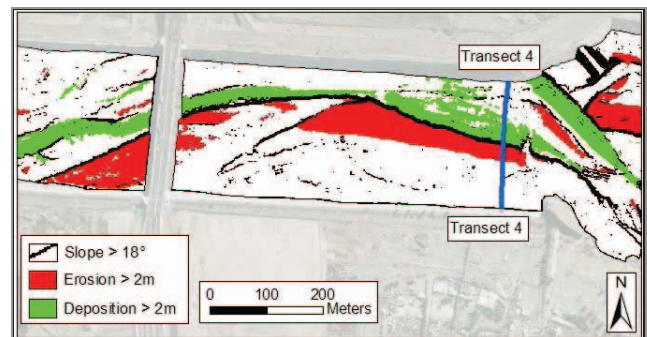 Transect 4
Transect 4
Slope > 18°
Erosion > 2m
Deposition > 2m
0 100 200
Meters
N